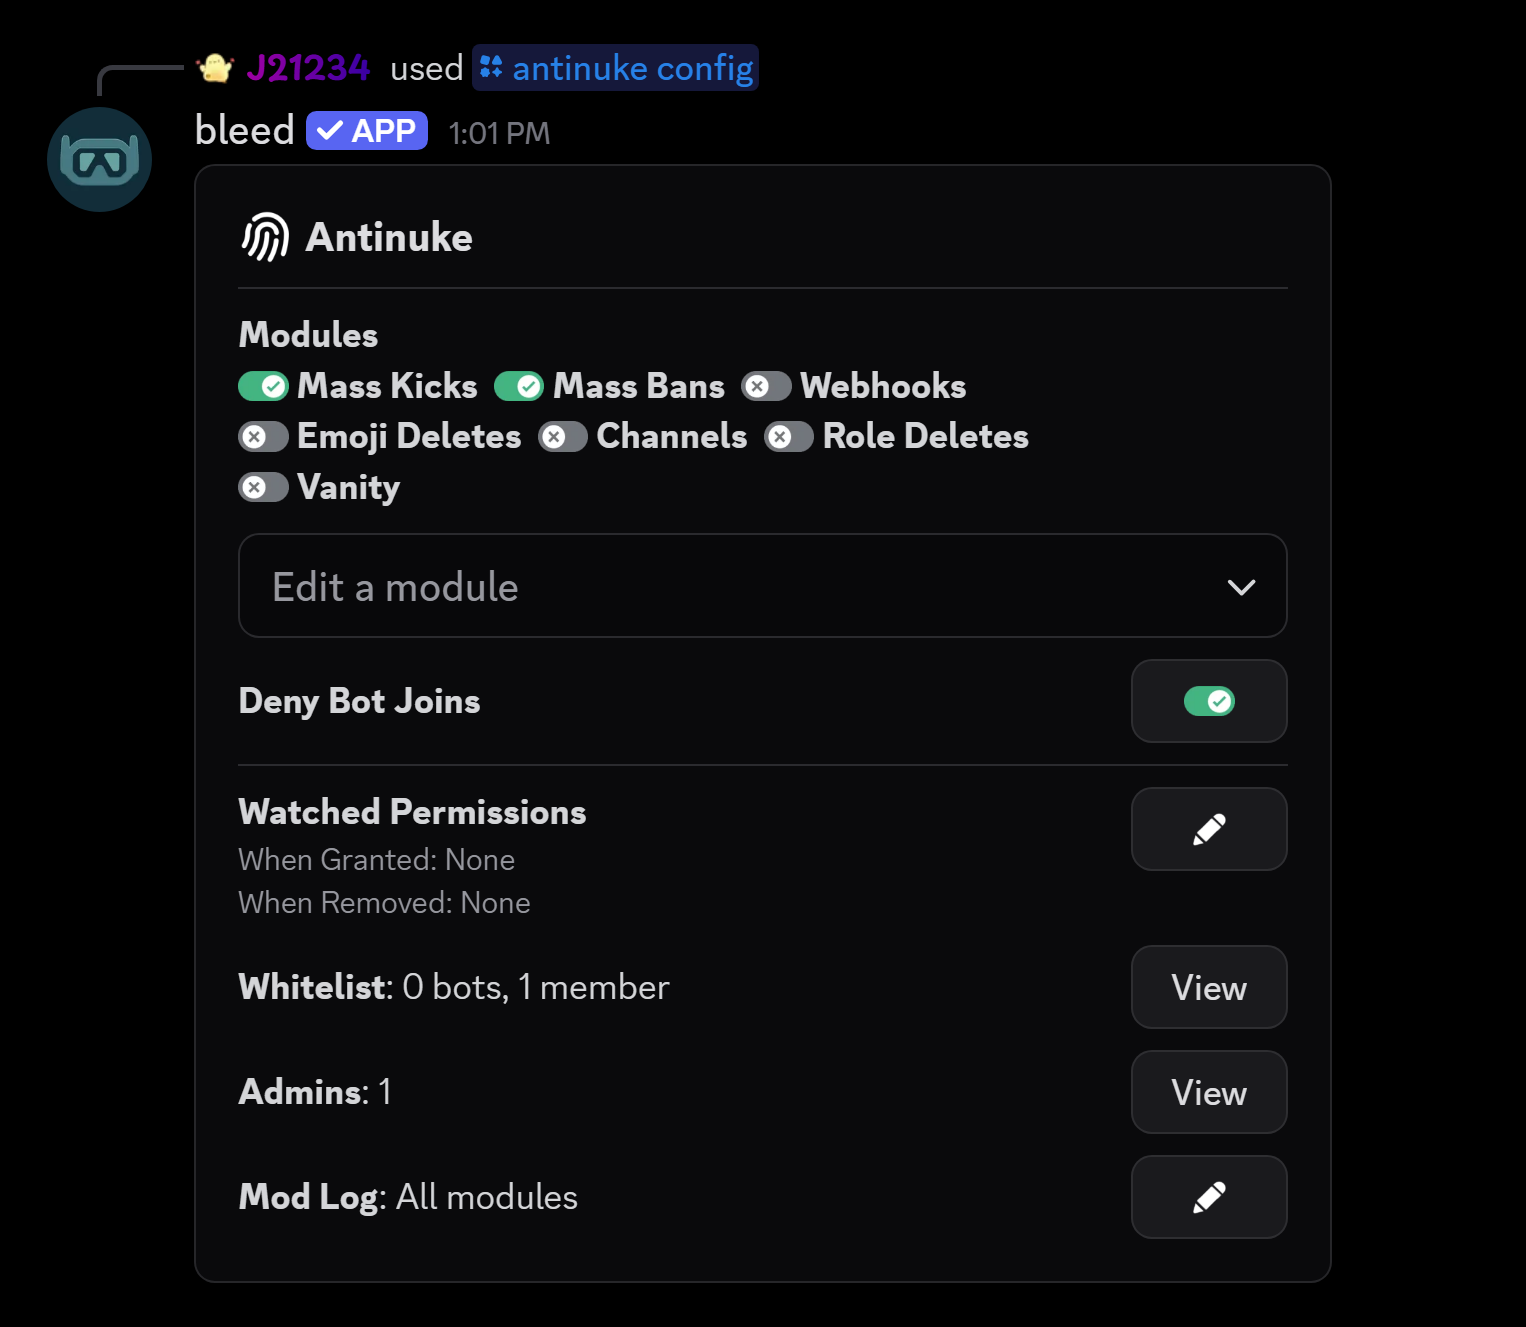 J21234 used antinuke config
bleed APP 1:01 PM
Antinuke
Modules
Mass Kicks Mass Bans Webhooks
Emoji Deletes Channels Role Deletes
Vanity
Edit a module
Deny Bot Joins
Watched Permissions
When Granted: None
When Removed: None
Whitelist: 0 bots, 1 member View
Admins: 1 View
Mod Log: All modules